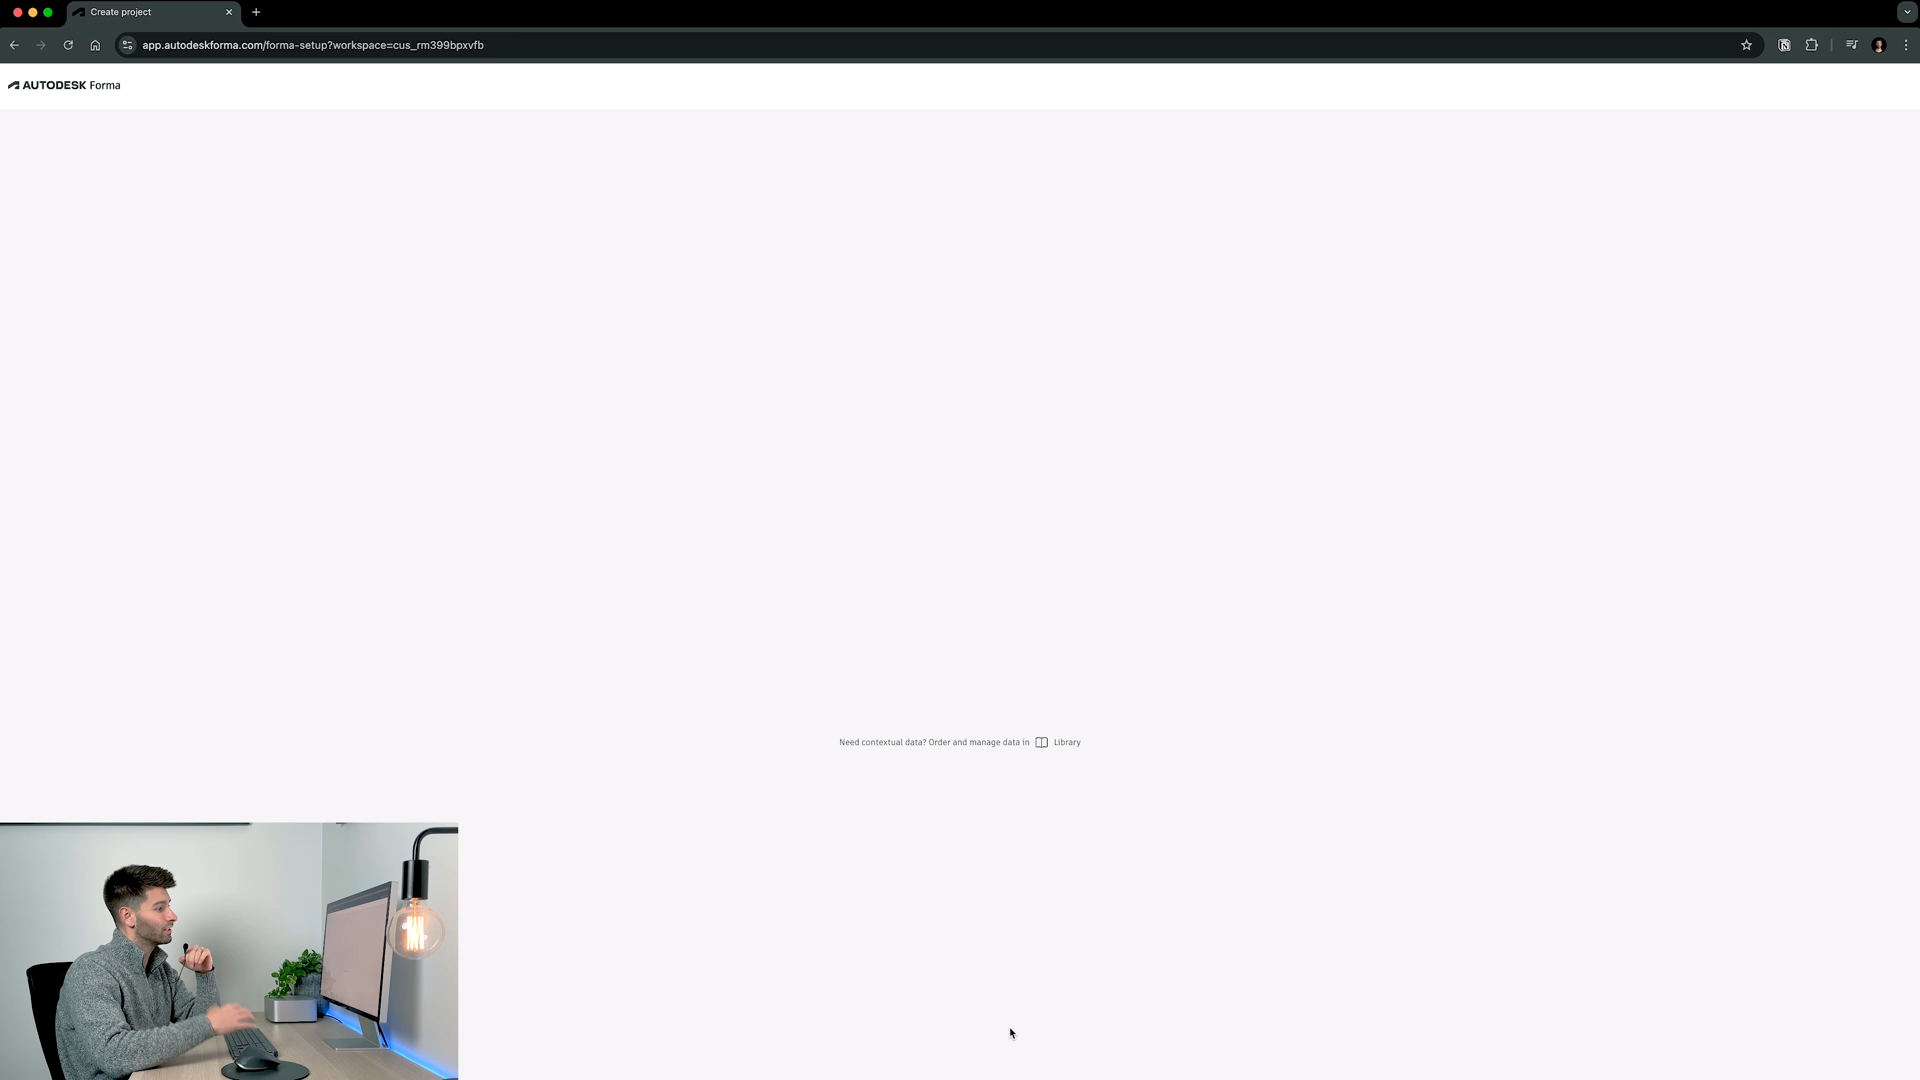 Create project
app.autodeskforma.com/forma-setup?workspace=cus_rm399bpxvfb
AUTODESK Forma
Need contextual data? Order and manage data in Library